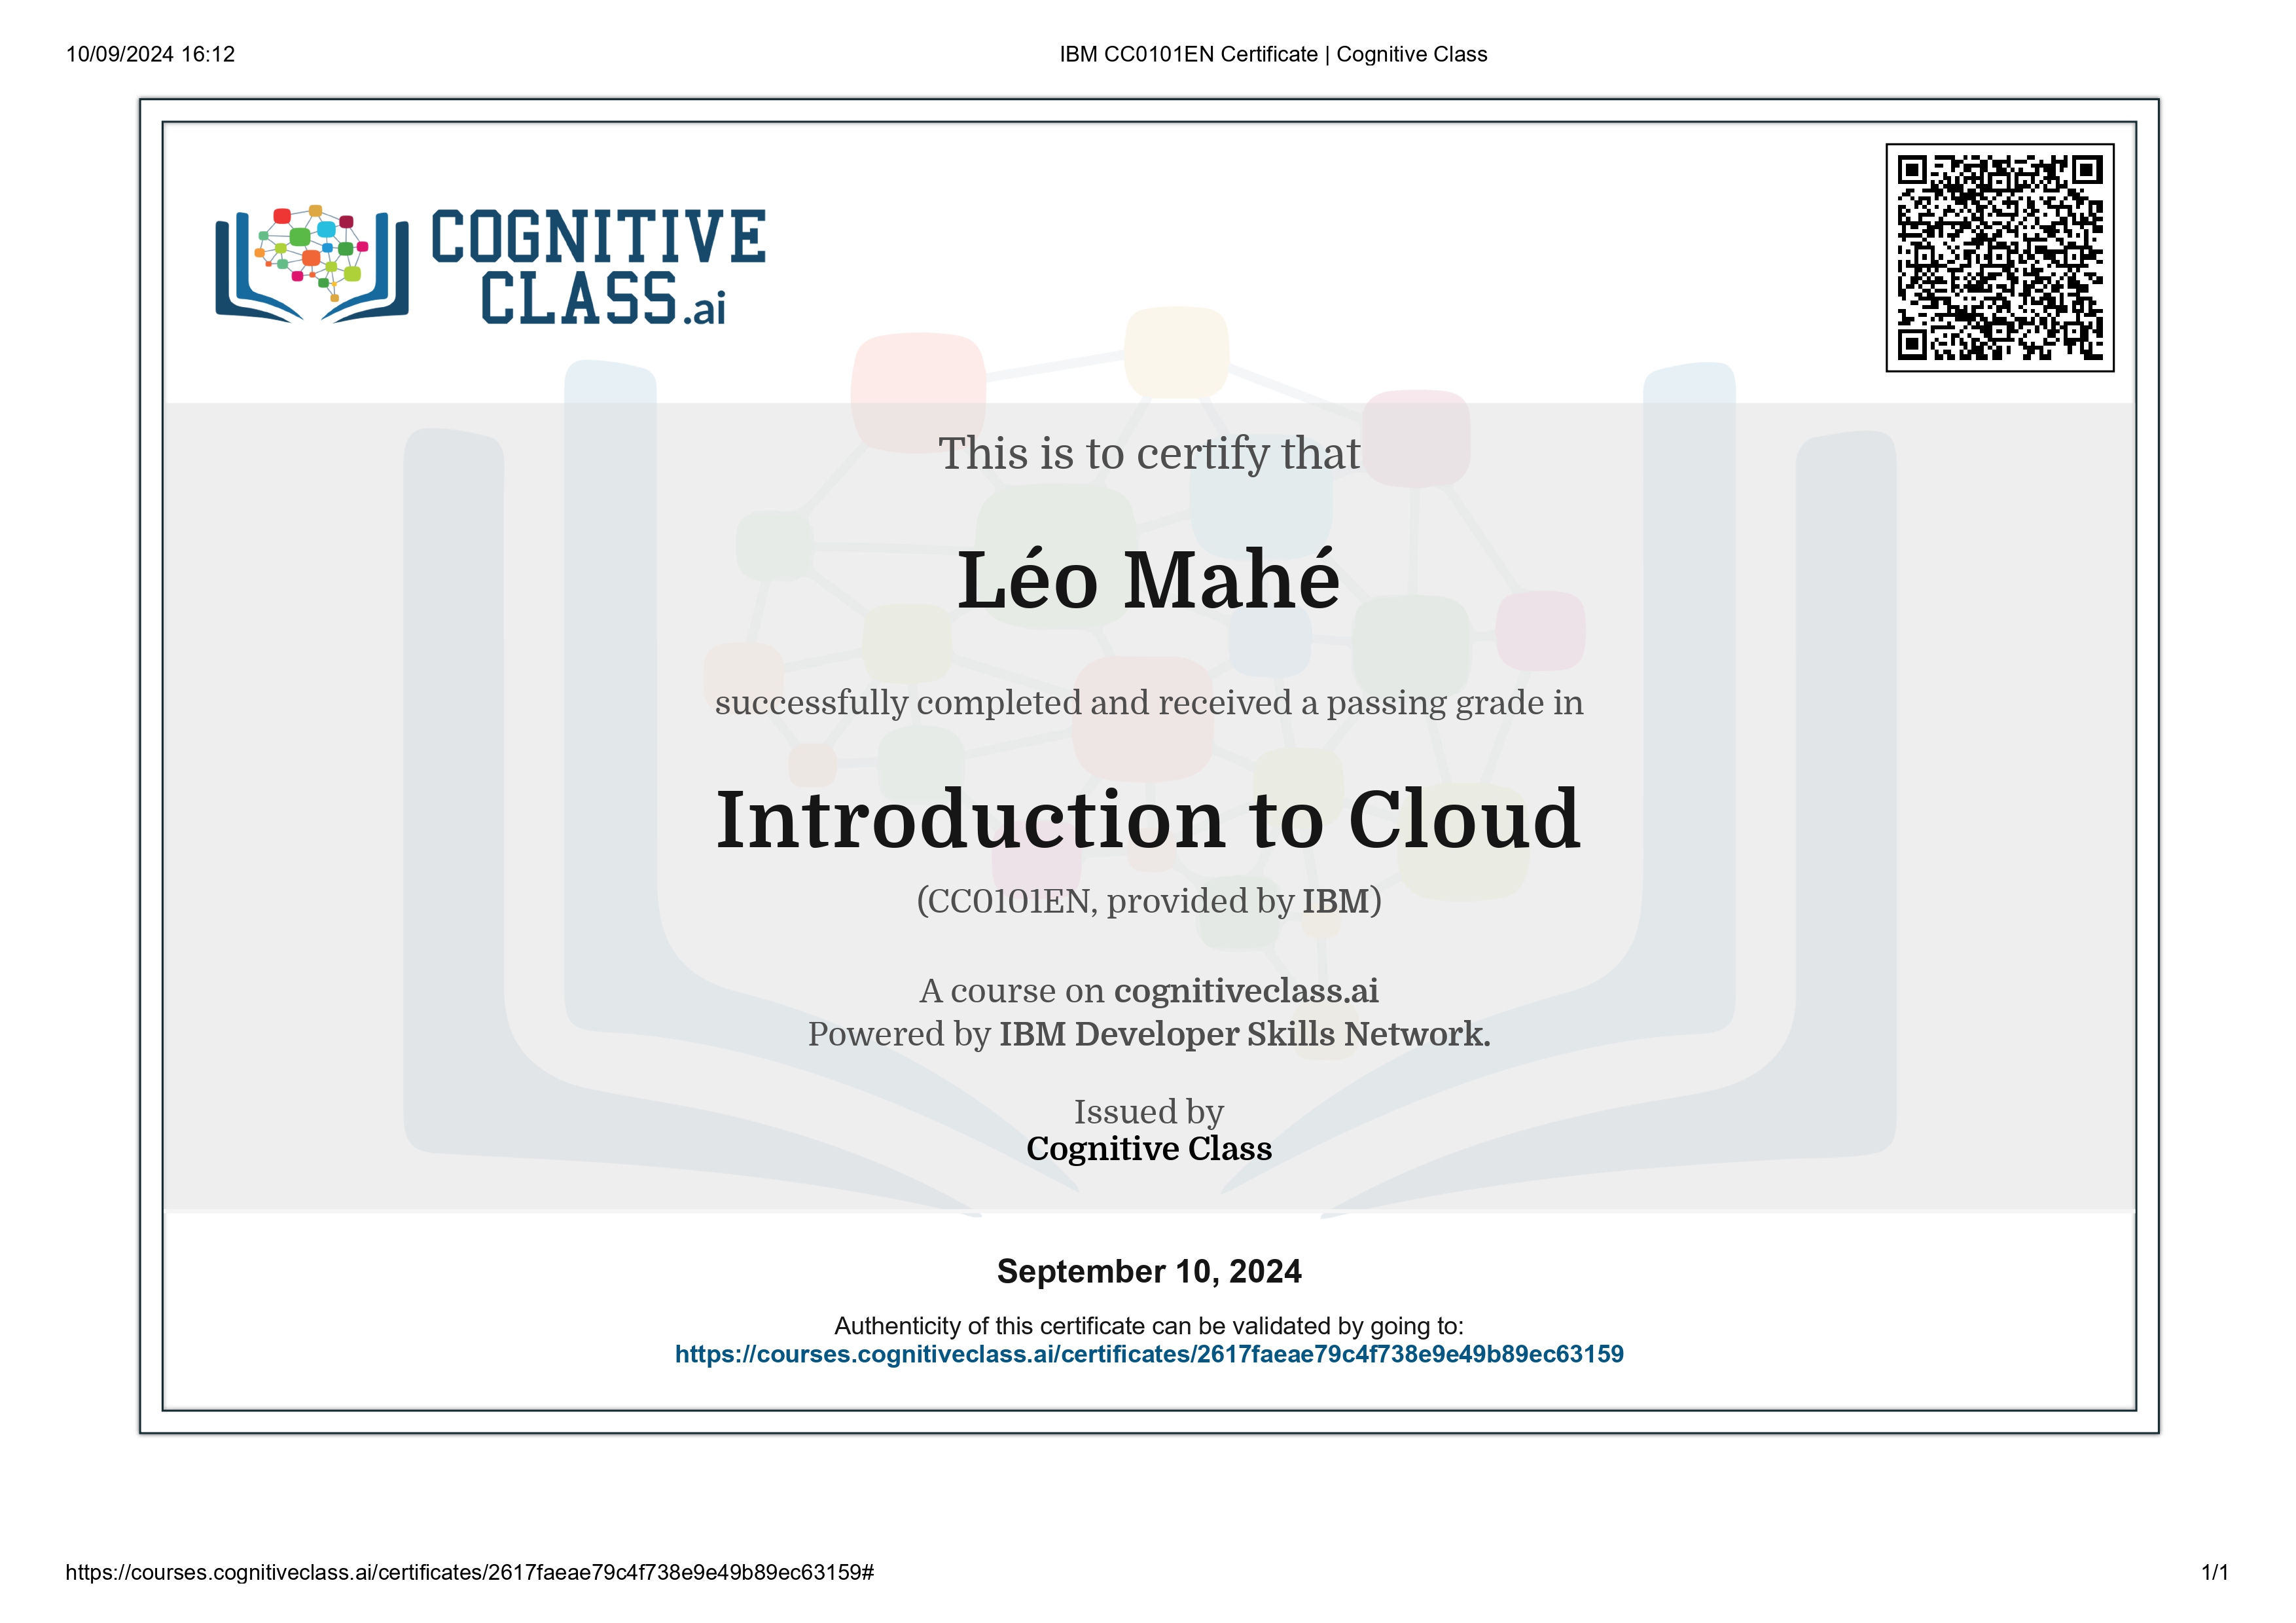 10/09/2024 16:12
IBM CC0101EN Certificate | Cognitive Class
COGNITIVE
CLASS.ai
This is to certify that
Léo Mahé
successfully completed and received a passing grade in
Introduction to Cloud
(CC0101EN, provided by IBM)
A course on cognitiveclass.ai
Powered by IBM Developer Skills Network.
Issued by
Cognitive Class
September 10, 2024
Authenticity of this certificate can be validated by going to:
https://courses.cognitiveclass.ai/certificates/2617faeae79c4f738e9e49b89ec63159
https://courses.cognitiveclass.ai/certificates/2617faeae79c4f738e9e49b89ec63159#
1/1